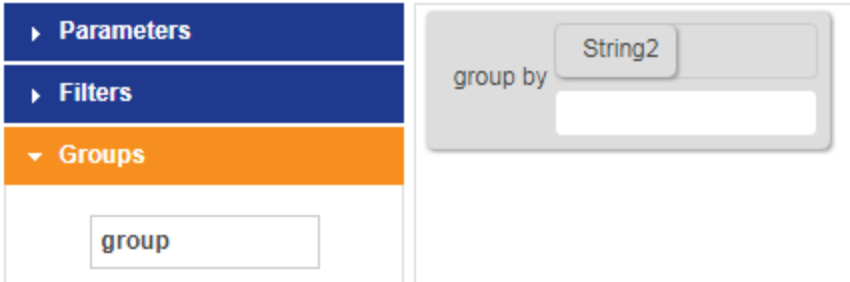 Parameters
Filters
Groups
group
group by
String2